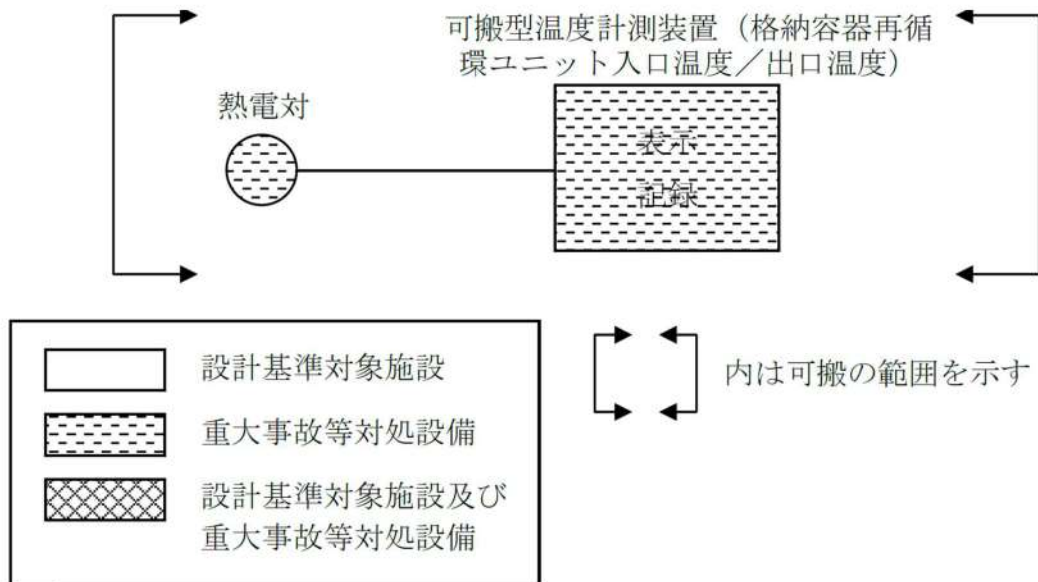 可搬型温度計測装置（格納容器再循
環ユニット入口温度／出口温度）
熱電対
表示
記録
設計基準対象施設
重大事故等対処設備
設計基準対象施設及び
重大事故等対処設備
内は可搬の範囲を示す